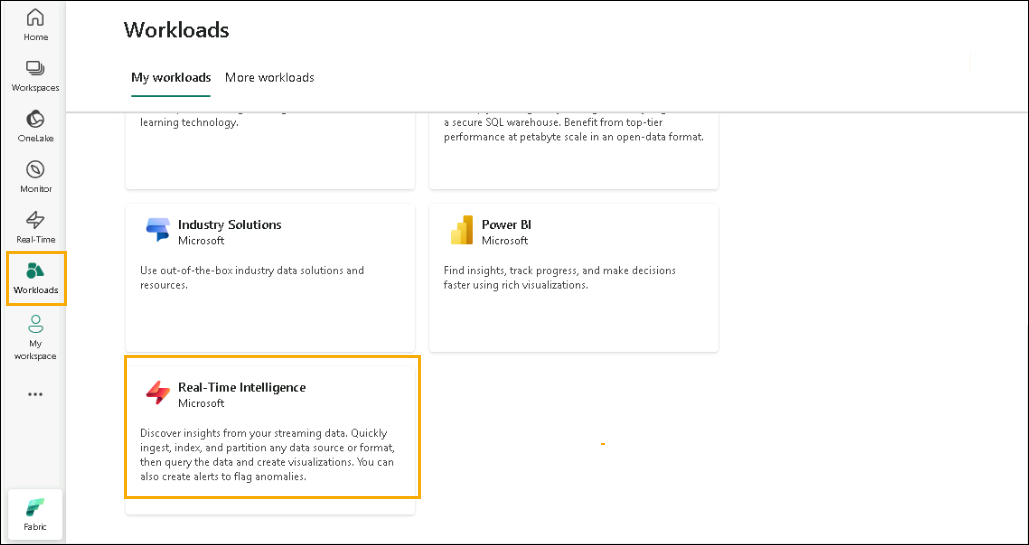 Home
Workspaces
OneLake
Monitor
Real-Time
Workloads
My
workspace
Fabric
Workloads
My workloads More workloads
learning technology.
a secure SQL warehouse. Benefit from top-tier
performance at petabyte scale in an open-data format.
Industry Solutions
Microsoft
Use out-of-the-box industry data solutions and
resources.
Power BI
Microsoft
Find insights, track progress, and make decisions
faster using rich visualizations.
Real-Time Intelligence
Microsoft
Discover insights from your streaming data. Quickly
ingest, index, and partition any data source or format,
then query the data and create visualizations. You can
also create alerts to flag anomalies.